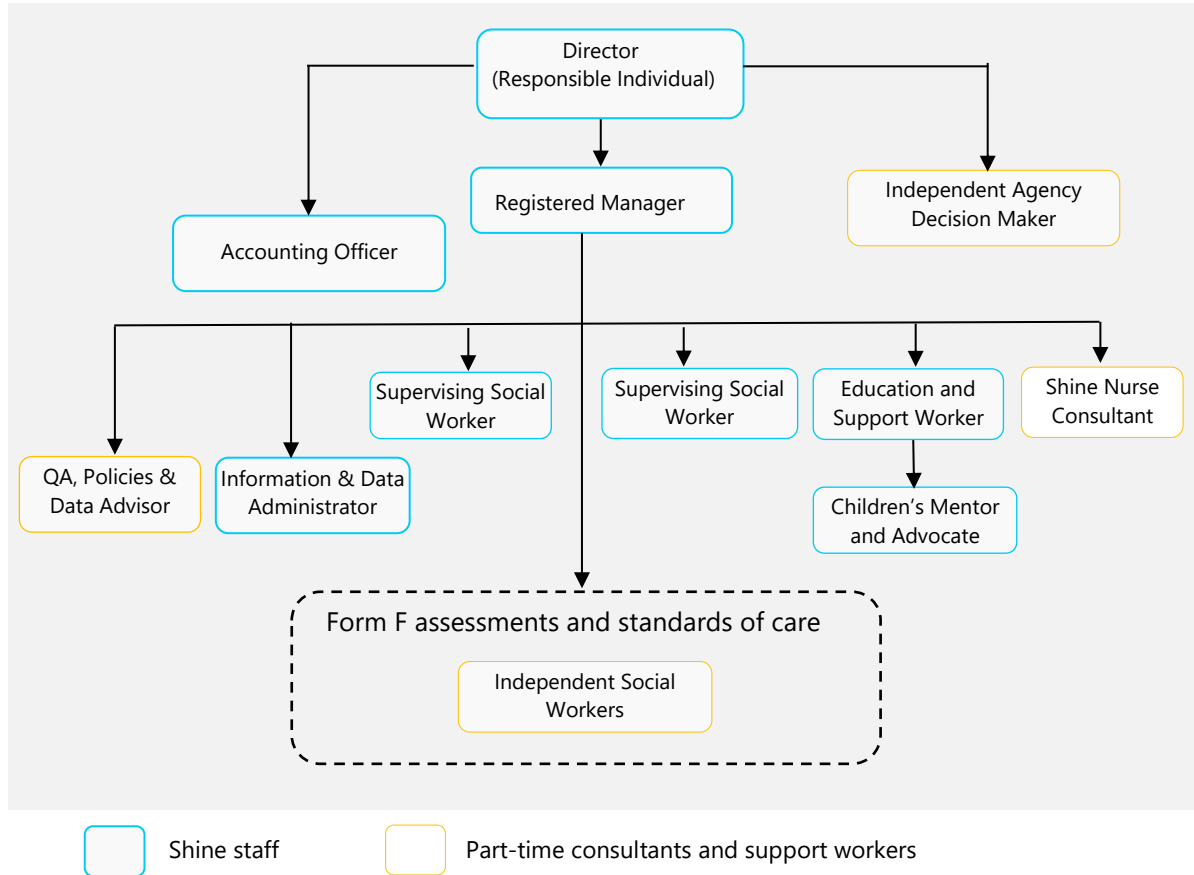 Director
(Responsible Individual)
Registered Manager
Independent Agency
Decision Maker
Accounting Officer
Supervising Social
Worker
Supervising Social
Worker
Education and
Support Worker
Shine Nurse
Consultant
QA, Policies &
Data Advisor
Information & Data
Administrator
Children’s Mentor
and Advocate
Form F assessments and standards of care
Independent Social
Workers
Shine staff
Part-time consultants and support workers